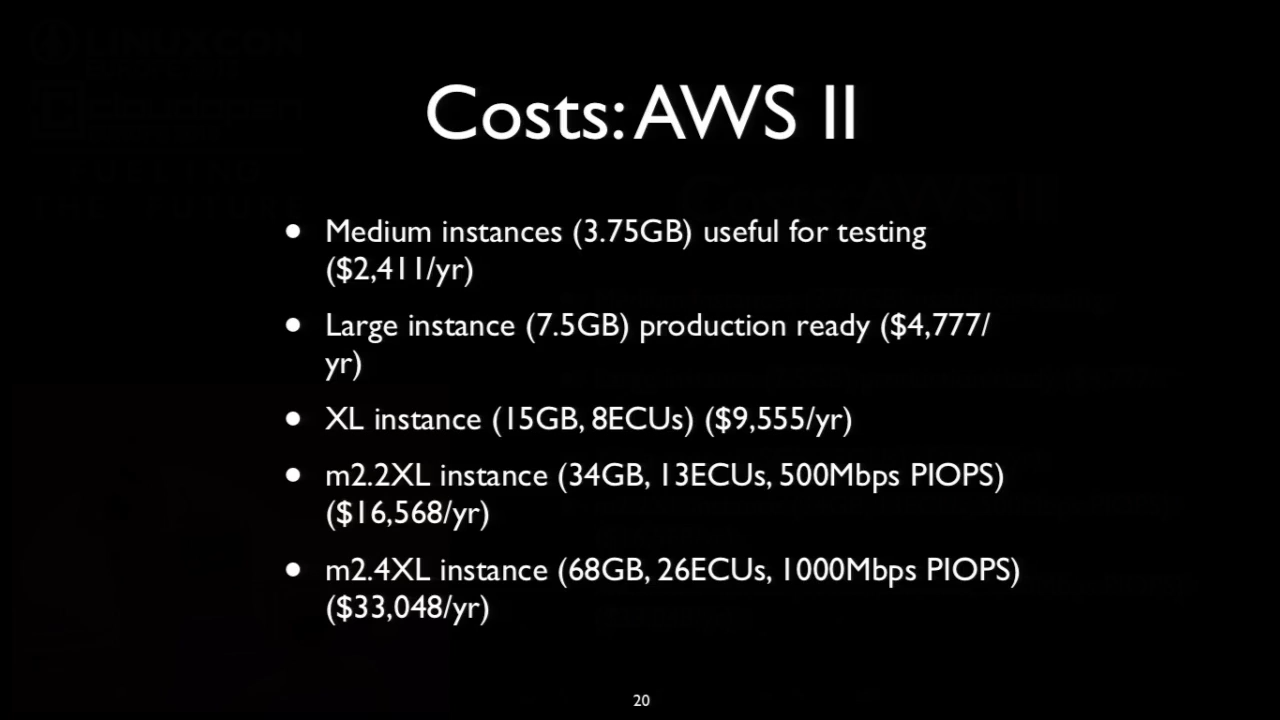 Costs: AWS II
• Medium instances (3.75GB) useful for testing
($2,411/yr)
• Large instance (7.5GB) production ready ($4,777/
yr)
• XL instance (15GB, 8ECUs) ($9,555/yr)
• m2.2XL instance (34GB, 13ECUs, 500Mbps PIOPS)
($16,568/yr)
• m2.4XL instance (68GB, 26ECUs, 1000Mbps PIOPS)
($33,048/yr)
20